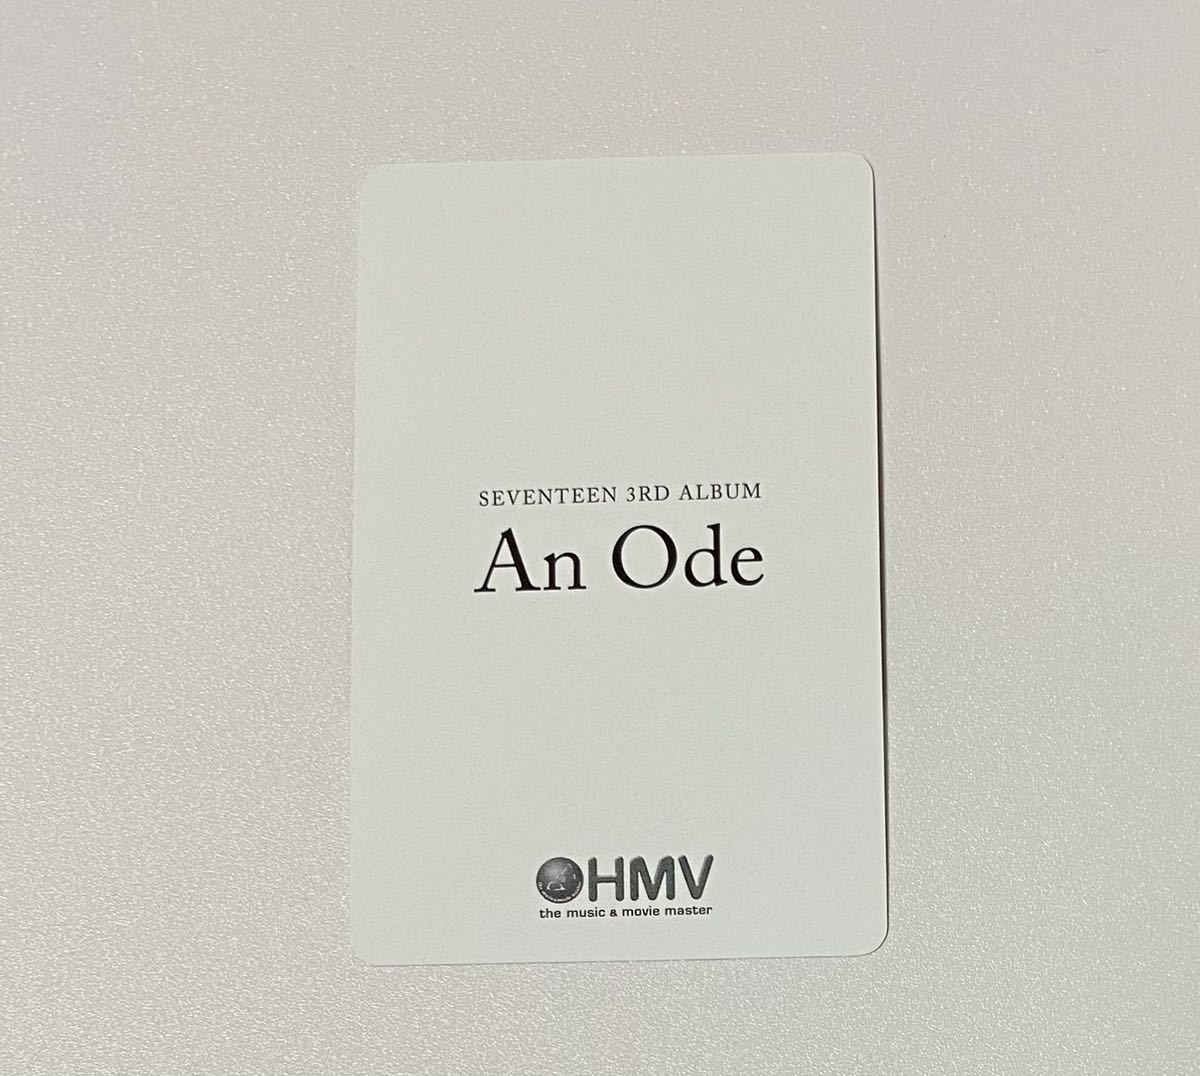 SEVENTEEN 3RD ALBUM
An Ode
HMV
the music & movie master